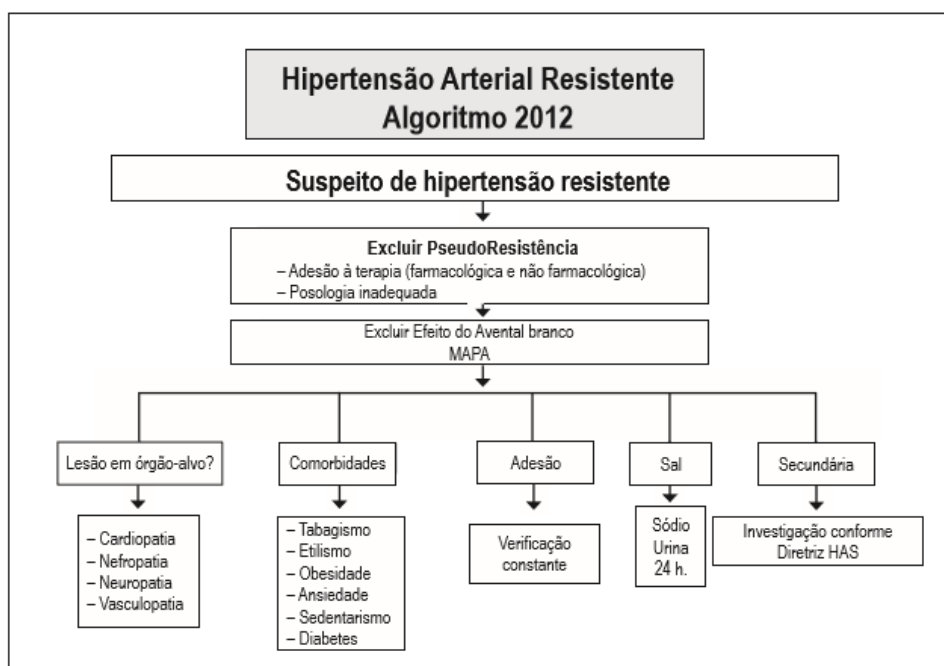 Hipertensão Arterial Resistente
Algoritmo 2012
Suspeito de hipertensão resistente
Excluir PseudoResistência
– Adesão à terapia (farmacológica e não farmacológica)
– Posologia inadequada
Excluir Efeito do Avental branco
MAPA
Lesão em órgão-alvo?
– Cardiopatia
– Nefropatia
– Neuropatia
– Vasculopatia
Comorbidades
– Tabagismo
– Etilismo
– Obesidade
– Ansiedade
– Sedentarismo
– Diabetes
Adesão
Verificação
constante
Sal
Sódio
Urina
24 h.
Secundária
Investigação conforme
Diretriz HAS